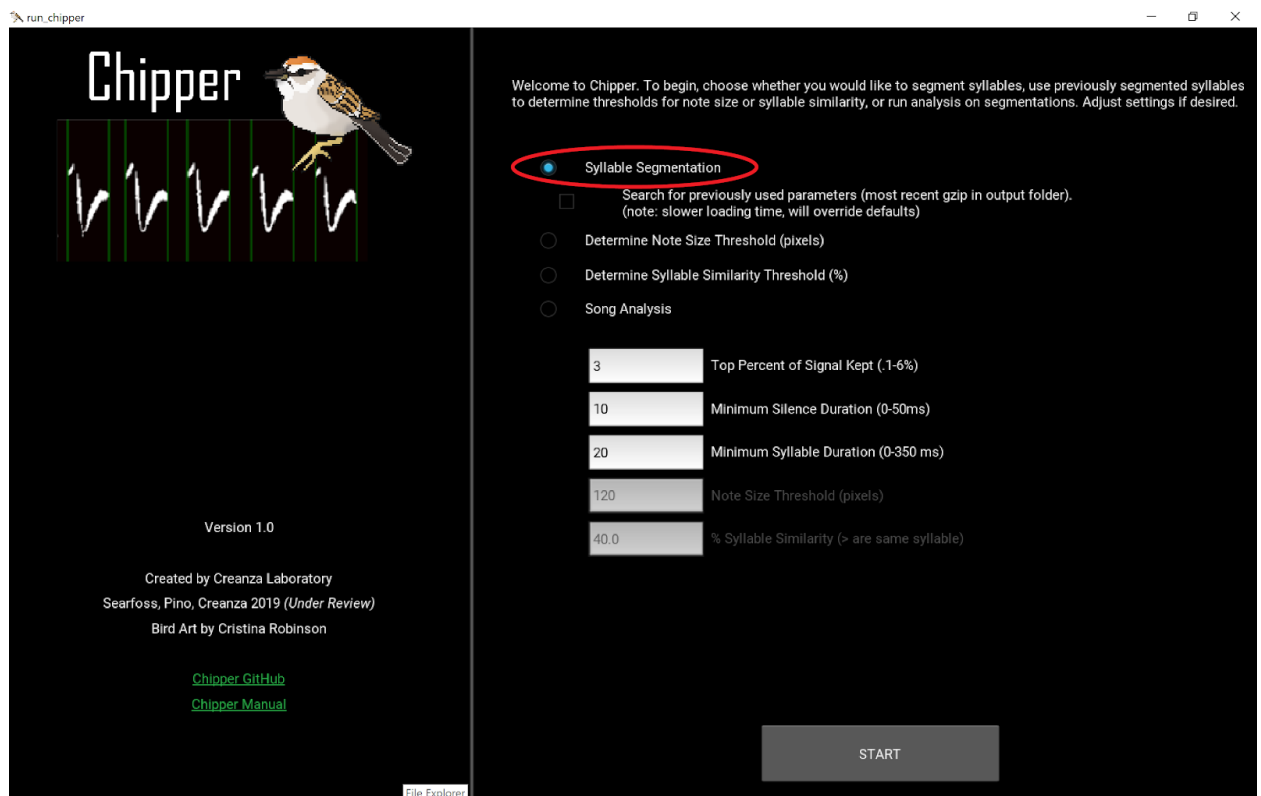 run_chipper
Chipper
Version 1.0
Created by Creanza Laboratory
Searfoss, Pino, Creanza 2019 (Under Review)
Bird Art by Cristina Robinson
Chipper GitHub
Chipper Manual
File Explorer
Welcome to Chipper. To begin, choose whether you would like to segment syllables, use previously segmented syllables
to determine thresholds for note size or syllable similarity, or run analysis on segmentations. Adjust settings if desired.
Syllable Segmentation
Search for previously used parameters (most recent gzip in output folder).
(note: slower loading time, will override defaults)
Determine Note Size Threshold (pixels)
Determine Syllable Similarity Threshold (%)
Song Analysis
3 Top Percent of Signal Kept (.1-6%)
10 Minimum Silence Duration (0-50ms)
20 Minimum Syllable Duration (0-350 ms)
120 Note Size Threshold (pixels)
40.0 % Syllable Similarity (> are same syllable)
START